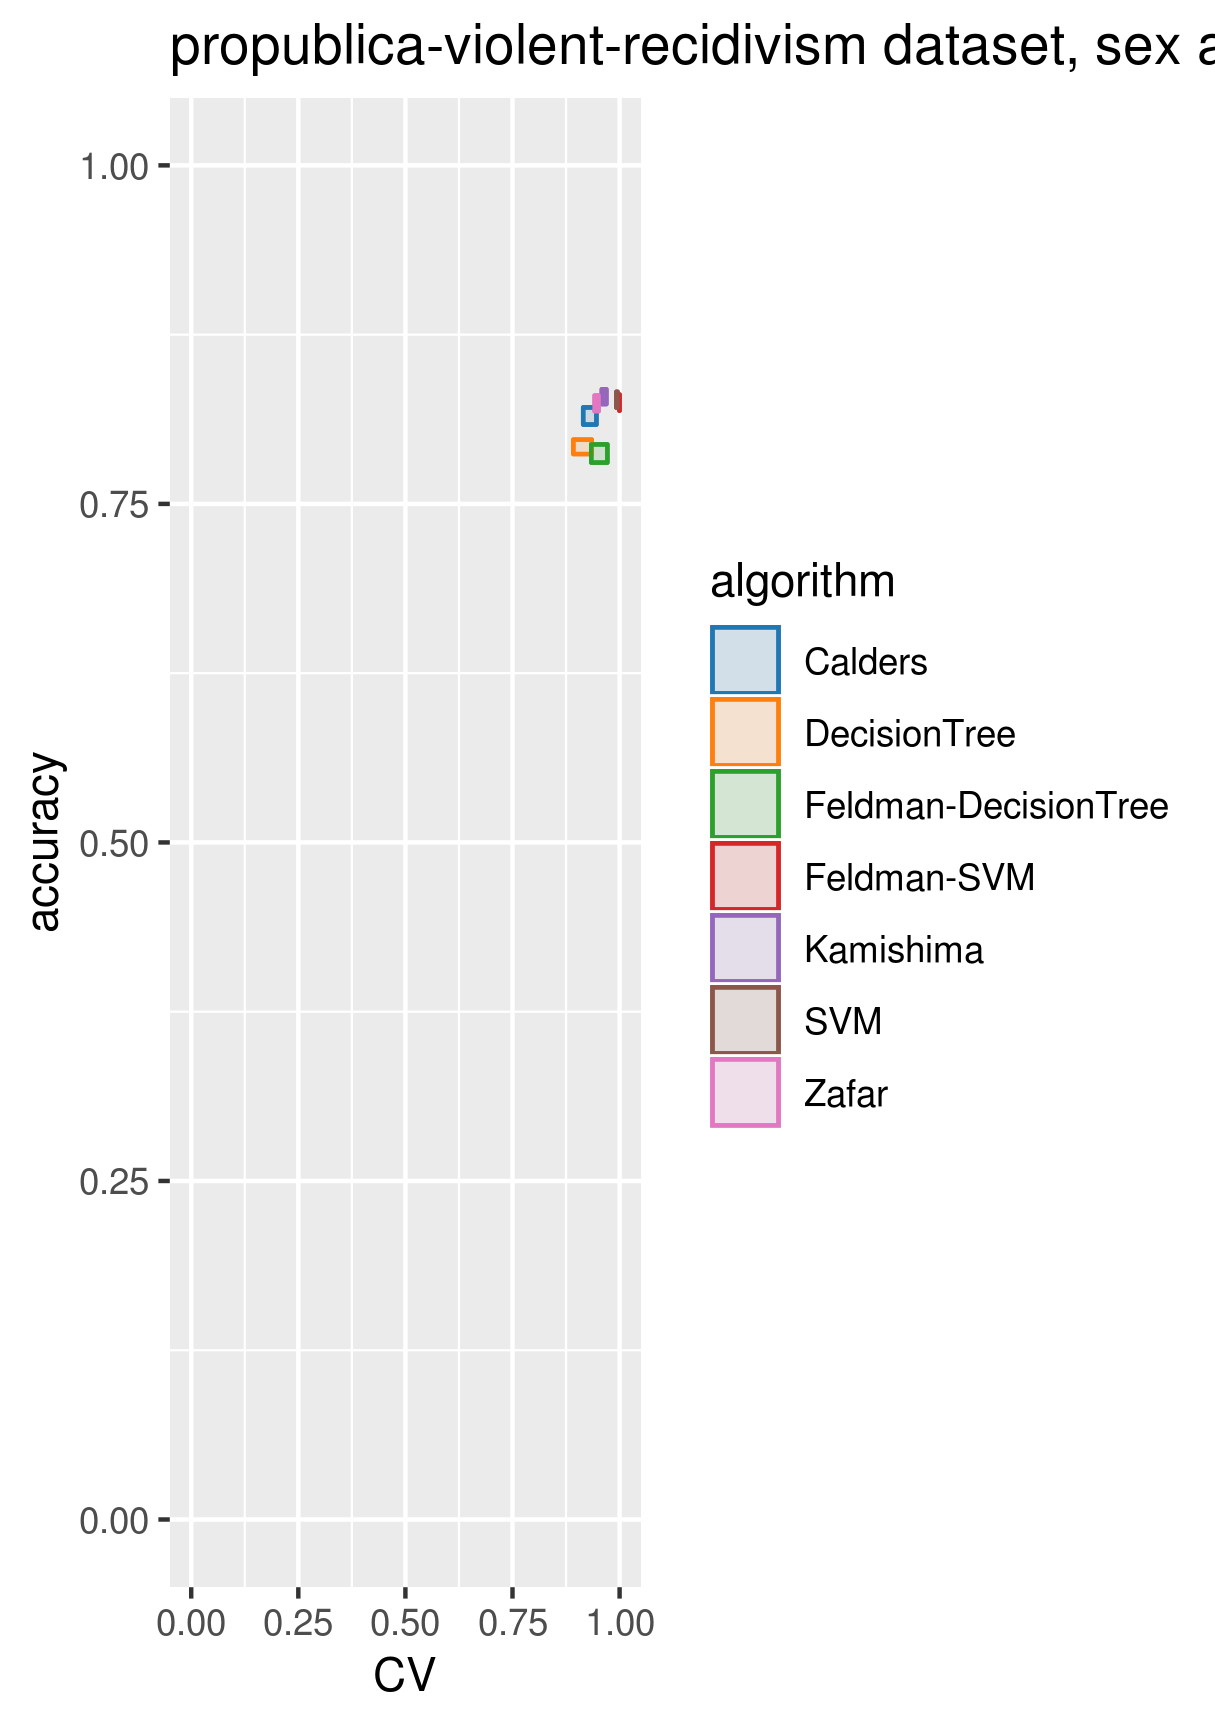 propublica-violent-recidivism dataset, sex
1.00
0.75
0.50
0.25
0.00
accuracy
0.00 0.25 0.50 0.75 1.00
CV
algorithm
Calders
DecisionTree
Feldman-DecisionTree
Feldman-SVM
Kamishima
SVM
Zafar